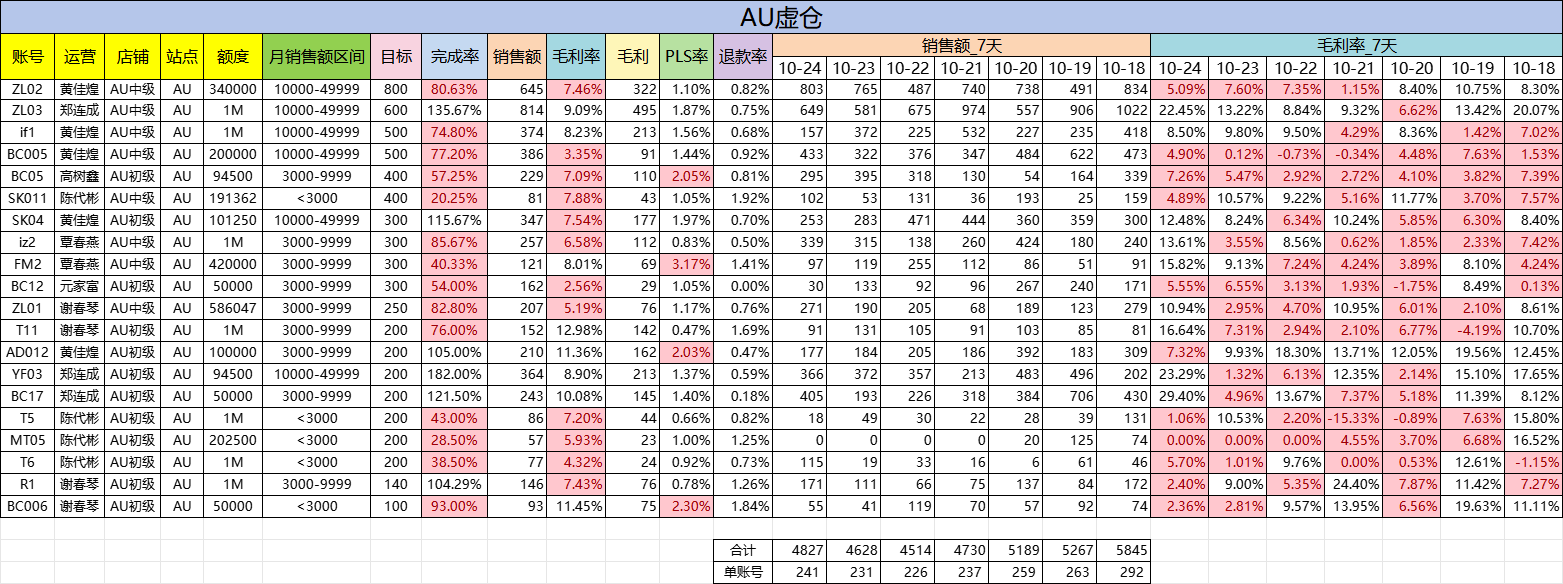 AU虚仓
账号 运营 店铺 站点 额度 月销售额区间 目标 完成率 销售额 毛利率 毛利 PLS率 退款率 销售额_7天 毛利率_7天
10-24 10-23 10-22 10-21 10-20 10-19 10-18 10-24 10-23 10-22 10-21 10-20 10-19 10-18
ZL02 黄佳煌 AU中级 AU 340000 10000-49999 800 80.63% 645 7.46% 322 1.10% 0.82% 803 765 487 740 738 491 834 5.09% 7.60% 7.35% 1.15% 8.40% 10.75% 8.30%
ZL03 郑连成 AU中级 AU 1M 10000-49999 600 135.67% 814 9.09% 495 1.87% 0.75% 649 581 675 974 557 906 1022 22.45% 13.22% 8.84% 9.32% 6.62% 13.42% 20.07%
if1 黄佳煌 AU中级 AU 1M 10000-49999 500 74.80% 374 8.23% 213 1.56% 0.68% 157 372 225 532 227 235 418 8.50% 9.80% 9.50% 4.29% 8.36% 1.42% 7.02%
BC005 黄佳煌 AU中级 AU 200000 10000-49999 500 77.20% 386 3.35% 91 1.44% 0.92% 433 322 376 347 484 622 473 4.90% 0.12% -0.73% -0.34% 4.48% 7.63% 1.53%
BC05 高树鑫 AU初级 AU 94500 3000-9999 400 57.25% 229 7.09% 110 2.05% 0.81% 295 395 318 130 54 164 339 7.26% 5.47% 2.92% 2.72% 4.10% 3.82% 7.39%
SK011 陈代彬 AU中级 AU 191362 <3000 400 20.25% 81 7.88% 43 1.05% 1.92% 102 53 131 36 193 25 159 4.89% 10.57% 9.22% 5.16% 11.77% 3.70% 7.57%
SK04 黄佳煌 AU初级 AU 101250 10000-49999 300 115.67% 347 7.54% 177 1.97% 0.70% 253 283 471 444 360 359 300 12.48% 8.24% 6.34% 10.24% 5.85% 6.30% 8.40%
iz2 覃春燕 AU中级 AU 1M 3000-9999 300 85.67% 257 6.58% 112 0.83% 0.50% 339 315 138 260 424 180 240 13.61% 3.55% 8.56% 0.62% 1.85% 2.33% 7.42%
FM2 覃春燕 AU中级 AU 420000 3000-9999 300 40.33% 121 8.01% 69 3.17% 1.41% 97 119 255 112 86 51 91 15.82% 9.13% 7.24% 4.24% 3.89% 8.10% 4.24%
BC12 元家富 AU初级 AU 50000 3000-9999 300 54.00% 162 2.56% 29 1.05% 0.00% 30 133 92 96 267 240 171 5.55% 6.55% 3.13% 1.93% -1.75% 8.49% 0.13%
ZL01 谢春琴 AU中级 AU 586047 3000-9999 250 82.80% 207 5.19% 76 1.17% 0.76% 271 190 205 68 189 123 279 10.94% 2.95% 4.70% 10.95% 6.01% 2.10% 8.61%
T11 谢春琴 AU初级 AU 1M 3000-9999 200 76.00% 152 12.98% 142 0.47% 1.69% 91 131 105 91 103 85 81 16.64% 7.31% 2.94% 2.10% 6.77% -4.19% 10.70%
AD012 黄佳煌 AU初级 AU 100000 3000-9999 200 105.00% 210 11.36% 162 2.03% 0.47% 177 184 205 186 392 183 309 7.32% 9.93% 18.30% 13.71% 12.05% 19.56% 12.45%
YF03 郑连成 AU初级 AU 94500 10000-49999 200 182.00% 364 8.90% 213 1.37% 0.59% 366 372 357 213 483 496 202 23.29% 1.32% 6.13% 12.35% 2.14% 15.10% 17.65%
BC17 郑连成 AU初级 AU 50000 3000-9999 200 121.50% 243 10.08% 145 1.40% 0.18% 405 193 226 318 384 706 430 29.40% 4.96% 13.67% 7.37% 5.18% 11.39% 8.12%
T5 陈代彬 AU初级 AU 1M <3000 200 43.00% 86 7.20% 44 0.66% 0.82% 18 49 30 22 28 39 131 1.06% 10.53% 2.20% -15.33% -0.89% 7.63% 15.80%
MT05 陈代彬 AU初级 AU 202500 <3000 200 28.50% 57 5.93% 23 1.00% 1.25% 0 0 0 0 20 125 74 0.00% 0.00% 0.00% 4.55% 3.70% 6.68% 16.52%
T6 陈代彬 AU初级 AU 1M <3000 200 38.50% 77 4.32% 24 0.92% 0.73% 115 19 33 16 6 61 46 5.70% 1.01% 9.76% 0.00% 0.53% 12.61% -1.15%
R1 谢春琴 AU初级 AU 1M 3000-9999 140 104.29% 146 7.43% 76 0.78% 1.26% 171 111 66 75 137 84 172 2.40% 9.00% 5.35% 24.40% 7.87% 11.42% 7.27%
BC006 谢春琴 AU初级 AU 50000 <3000 100 93.00% 93 11.45% 75 2.30% 1.84% 55 41 119 70 57 92 74 2.36% 2.81% 9.57% 13.95% 6.56% 19.63% 11.11%
合计 4827 4628 4514 4730 5189 5267 5845
单账号 241 231 226 237 259 263 292